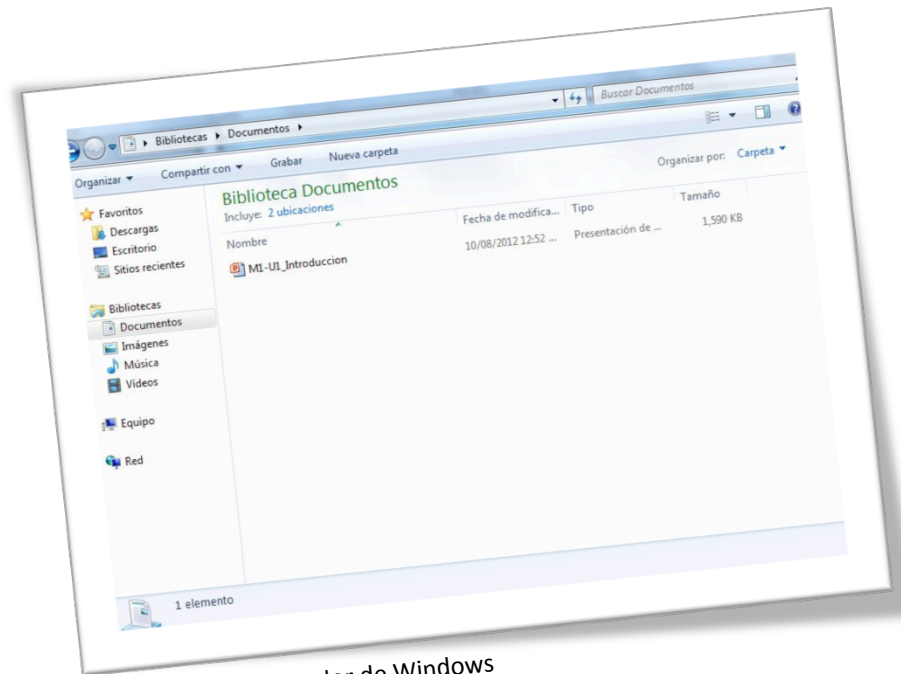 Bibliotecas Documentos
Buscar Documentos
Organizar Compartir con Grabar Nueva carpeta
Favoritos
Descargas
Escritorio
Sitios recientes
Bibliotecas
Documentos
Imágenes
Música
Vídeos
Equipo
Red
Biblioteca Documentos
Incluye: 2 ubicaciones
Organizar por: Carpeta
Nombre Fecha de modifica... Tipo Tamaño
M1-U1_Introduccion 10/08/2012 12:52 ... Presentación de ... 1,590 KB
1 elemento
de Windows